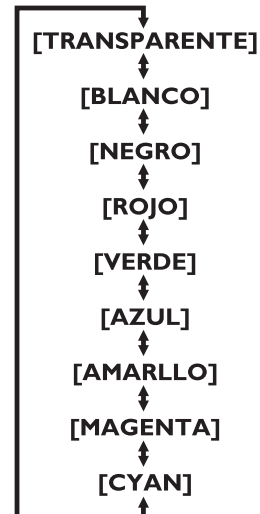 [TRANSPARENTE]
[BLANCO]
[NEGRO]
[ROJO]
[VERDE]
[AZUL]
[AMARLLO]
[MAGENTA]
[CYAN]